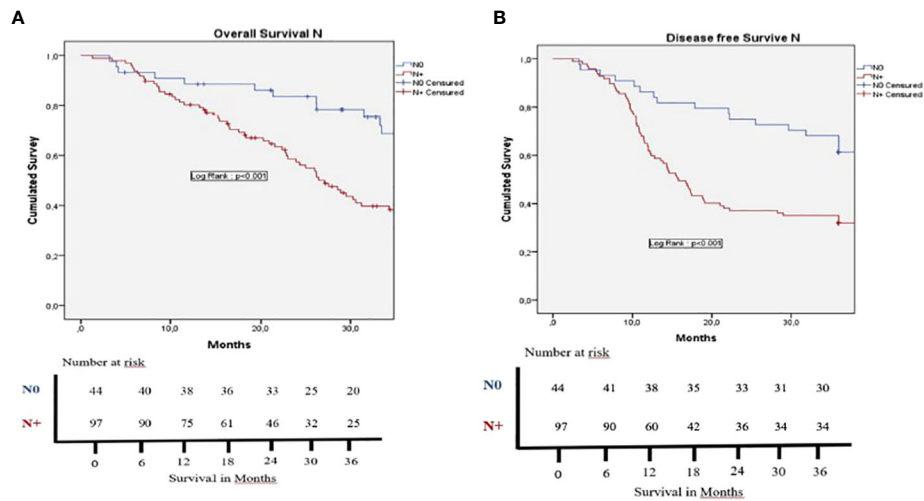 A
Overall Survival N
1,0
0,8
0,6
0,4
0,2
0,0
Cumulated Survey
N0
N+
N0 Censured
N+ Censured
Log Rank : p<0.001
,0 10,0 20,0 30,0
Months
Number at risk
N0 44 40 38 36 33 25 20
N+ 97 90 75 61 46 32 25
0 6 12 18 24 30 36
Survival in Months
B
Disease free Survive N
1,0
0,8
0,6
0,4
0,2
0,0
Cumulated Survey
N0
N+
N0 Censured
N+ Censured
Log Rank : p<0.001
,0 10,0 20,0 30,0
Months
Number at risk
N0 44 41 38 35 33 31 30
N+ 97 90 60 42 36 34 34
0 6 12 18 24 30 36
Survival in Months